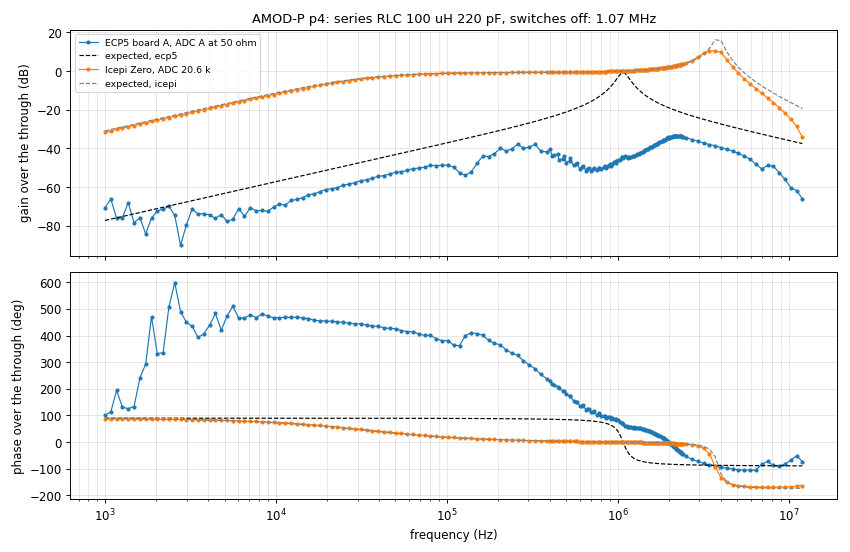 AMOD-P p4: series RLC 100 uH 220 pF, switches off: 1.07 MHz
gain over the through (dB)
20
0
−20
−40
−60
−80
ECP5 board A, ADC A at 50 ohm
expected, ecp5
Icepi Zero, ADC 20.6 k
expected, icepi
phase over the through (deg)
600
500
400
300
200
100
0
−100
−200
10³ 10⁴ 10⁵ 10⁶ 10⁷
frequency (Hz)